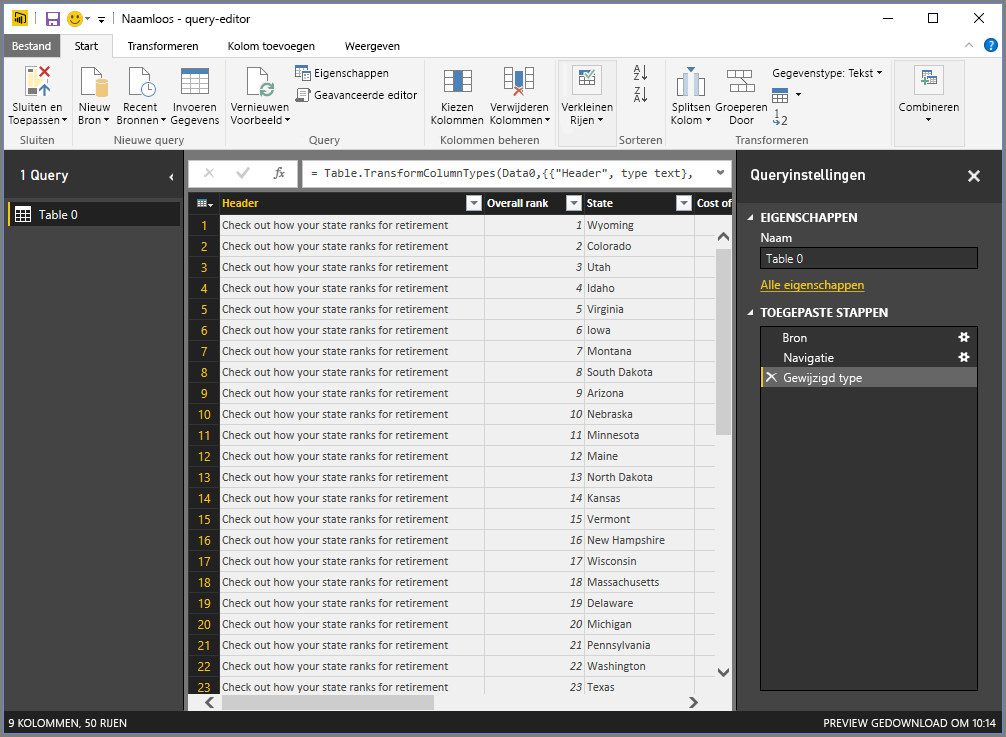 Naamloos - query-editor
Bestand Start Transformeren Kolom toevoegen Weergeven
Sluiten en Toepassen
Sluiten
Nieuw Bron
Recent Bronnen
Invoeren Gegevens
Nieuwe query
Vernieuwen Voorbeeld
Eigenschappen
Geavanceerde editor
Query
Kiezen Kolommen
Verwijderen Kolommen
Kolommen beheren
Verkleinen Rijen
Sorteren
Splitsen Kolom
Groeperen Door
Gegevenstype: Tekst
Transformeren
Combineren
1 Query
Table 0
fx = Table.TransformColumnTypes(Data0,{{"Header", type text},
Header Overall rank State Cost of
1 Check out how your state ranks for retirement 1 Wyoming
2 Check out how your state ranks for retirement 2 Colorado
3 Check out how your state ranks for retirement 3 Utah
4 Check out how your state ranks for retirement 4 Idaho
5 Check out how your state ranks for retirement 5 Virginia
6 Check out how your state ranks for retirement 6 Iowa
7 Check out how your state ranks for retirement 7 Montana
8 Check out how your state ranks for retirement 8 South Dakota
9 Check out how your state ranks for retirement 9 Arizona
10 Check out how your state ranks for retirement 10 Nebraska
11 Check out how your state ranks for retirement 11 Minnesota
12 Check out how your state ranks for retirement 12 Maine
13 Check out how your state ranks for retirement 13 North Dakota
14 Check out how your state ranks for retirement 14 Kansas
15 Check out how your state ranks for retirement 15 Vermont
16 Check out how your state ranks for retirement 16 New Hampshire
17 Check out how your state ranks for retirement 17 Wisconsin
18 Check out how your state ranks for retirement 18 Massachusetts
19 Check out how your state ranks for retirement 19 Delaware
20 Check out how your state ranks for retirement 20 Michigan
21 Check out how your state ranks for retirement 21 Pennsylvania
22 Check out how your state ranks for retirement 22 Washington
23 Check out how your state ranks for retirement 23 Texas
Queryinstellingen
EIGENSCHAPPEN
Naam
Table 0
Alle eigenschappen
TOEGEPASTE STAPPEN
Bron
Navigatie
Gewijzigd type
9 KOLOMMEN, 50 RIJEN
PREVIEW GEDOWNLOAD OM 10:14